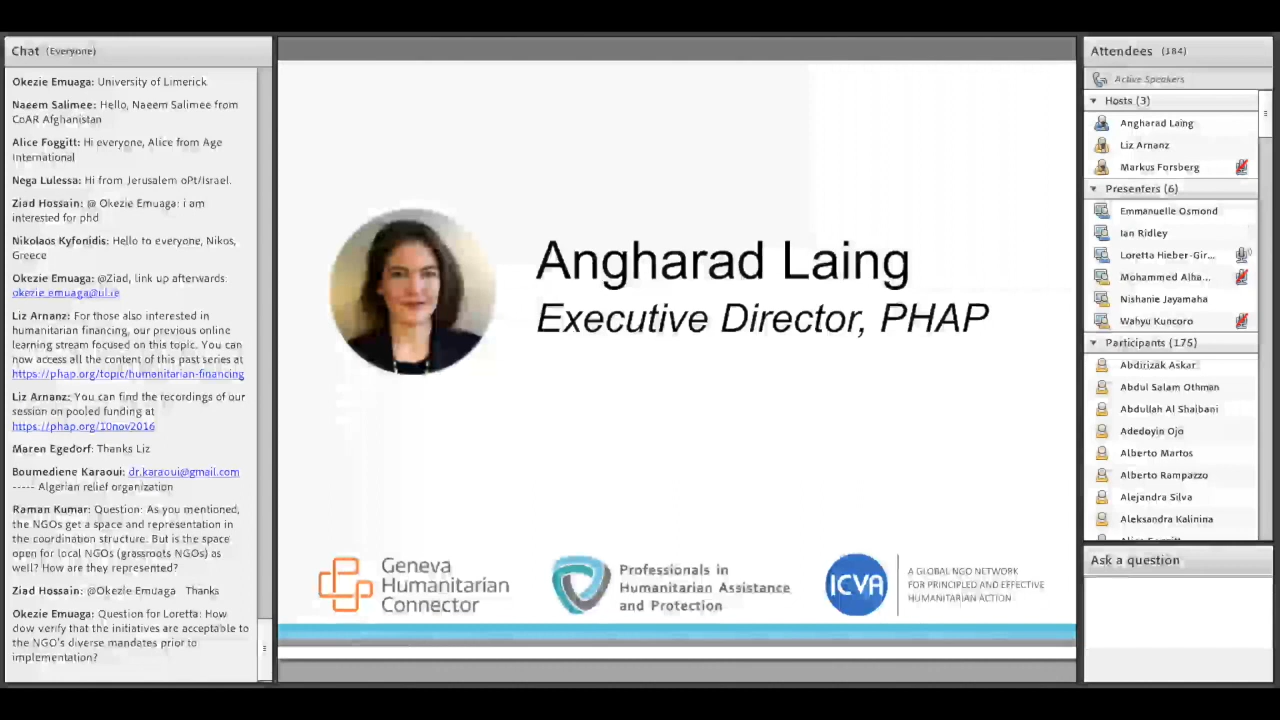 Chat (Everyone)
Okezie Emuaga: University of Limerick
Naeem Salimee: Hello, Naeem Salimee from
CoAR Afghanistan
Alice Foggitt: Hi everyone, Alice from Age
International
Nega Lulessa: Hi from Jerusalem oPt/Israel.
Ziad Hossain: @ Okezie Emuaga: i am
interested for phd
Nikolaos Kyfonidis: Hello to everyone, Nikos,
Greece
Okezie Emuaga: @Ziad, link up afterwards:
okezie.emuaga@ul.ie
Liz Arnanz: For those also interested in
humanitarian financing, our previous online
learning stream focused on this topic. You can
now access all the content of this past series at
https://phap.org/topic/humanitarian-financing
Liz Arnanz: You can find the recordings of our
session on pooled funding at
https://phap.org/10nov2016
Maren Egedorf: Thanks Liz
Boumediene Karaoui: dr.karaoui@gmail.com
----- Algerian relief organization
Raman Kumar: Question: As you mentioned,
the NGOs get a space and representation in
the coordination structure. But is the space
open for local NGOs (grassroots NGOs) as
well? How are they represented?
Ziad Hossain: @Okezie Emuaga Thanks
Okezie Emuaga: Question for Loretta: How
dow verify that the initiatives are acceptable to
the NGO's diverse mandates prior to
implementation?
Angharad Laing
Executive Director, PHAP
Geneva
Humanitarian
Connector
Professionals in
Humanitarian Assistance
and Protection
ICVA
A GLOBAL NGO NETWORK
FOR PRINCIPLED AND EFFECTIVE
HUMANITARIAN ACTION
Attendees (184)
Active Speakers
Hosts (3)
Angharad Laing
Liz Arnanz
Markus Forsberg
Presenters (6)
Emmanuelle Osmond
Ian Ridley
Loretta Hieber-Gir...
Mohammed Alha...
Nishanie Jayamaha
Wahyu Kuncoro
Participants (175)
Abdirizak Askar
Abdul Salam Othman
Abdullah Al Shaibani
Adedoyin Ojo
Alberto Martos
Alberto Rampazzo
Alejandra Silva
Aleksandra Kalinina
Ask a question